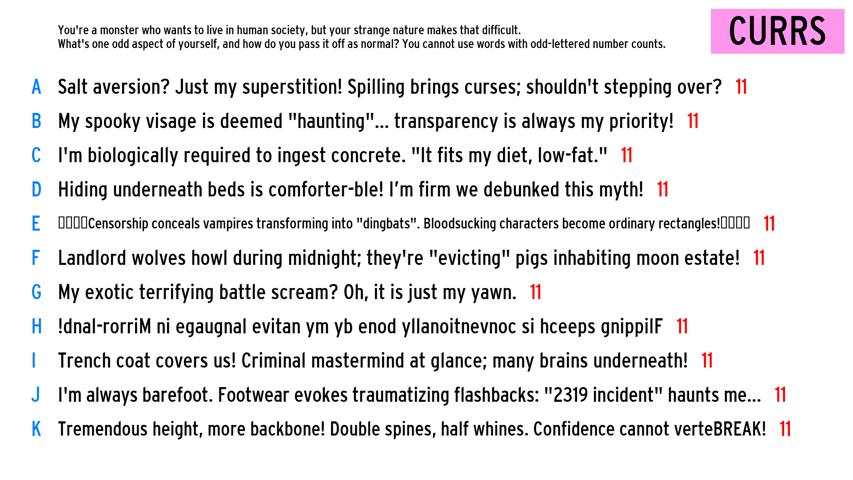 You're a monster who wants to live in human society, but your strange nature makes that difficult.
What's one odd aspect of yourself, and how do you pass it off as normal? You cannot use words with odd-lettered number counts.
CURRS
A Salt aversion? Just my superstition! Spilling brings curses; shouldn't stepping over? 11
B My spooky visage is deemed "haunting"... transparency is always my priority! 11
C I'm biologically required to ingest concrete. "It fits my diet, low-fat." 11
D Hiding underneath beds is comforter-ble! I’m firm we debunked this myth! 11
E ▯▯▯▯Censorship conceals vampires transforming into "dingbats". Bloodsucking characters become ordinary rectangles!▯▯▯▯ 11
F Landlord wolves howl during midnight; they're "evicting" pigs inhabiting moon estate! 11
G My exotic terrifying battle scream? Oh, it is just my yawn. 11
H !dnal-rorriM ni egaugnal evitan ym yb enod yllanoitnevnoc si hceeps gnippilF 11
I Trench coat covers us! Criminal mastermind at glance; many brains underneath! 11
J I'm always barefoot. Footwear evokes traumatizing flashbacks: "2319 incident" haunts me... 11
K Tremendous height, more backbone! Double spines, half whines. Confidence cannot verteBREAK! 11